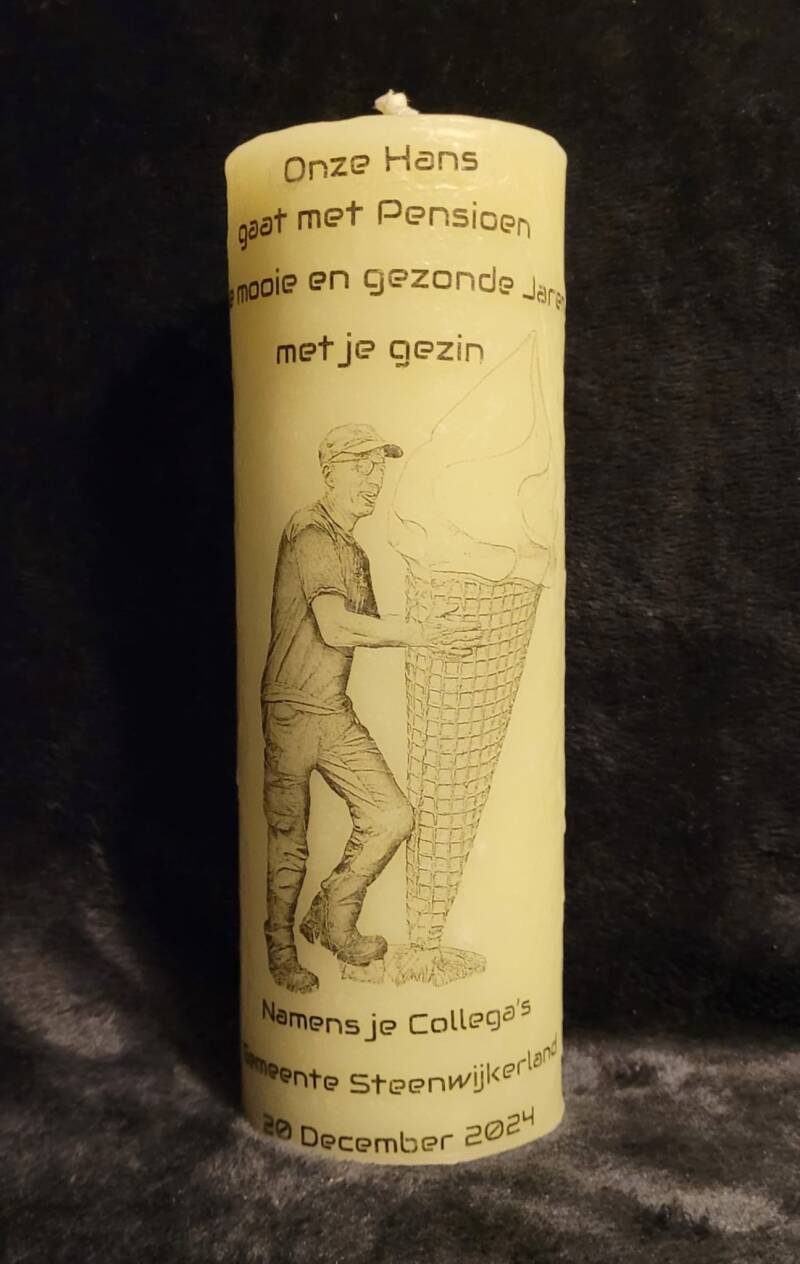 Onze Hans
gaat met Pensioen
mooie en gezonde Jaren
met je gezin
Namens je Collega's
Gemeente Steenwijkerland
20 December 2024